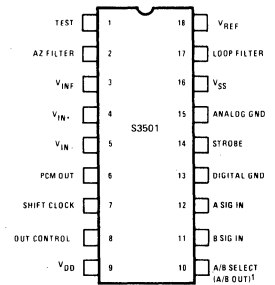 TEST 1 18 VREF
AZ FILTER 2 17 LOOP FILTER
VINF 3 16 VSS
VIN+ 4 15 ANALOG GND
S3501
VIN- 5 14 STROBE
PCM OUT 6 13 DIGITAL GND
SHIFT CLOCK 7 12 A SIG IN
OUT CONTROL 8 11 B SIG IN
VDD 9 10 A/B SELECT
(A/B OUT)1